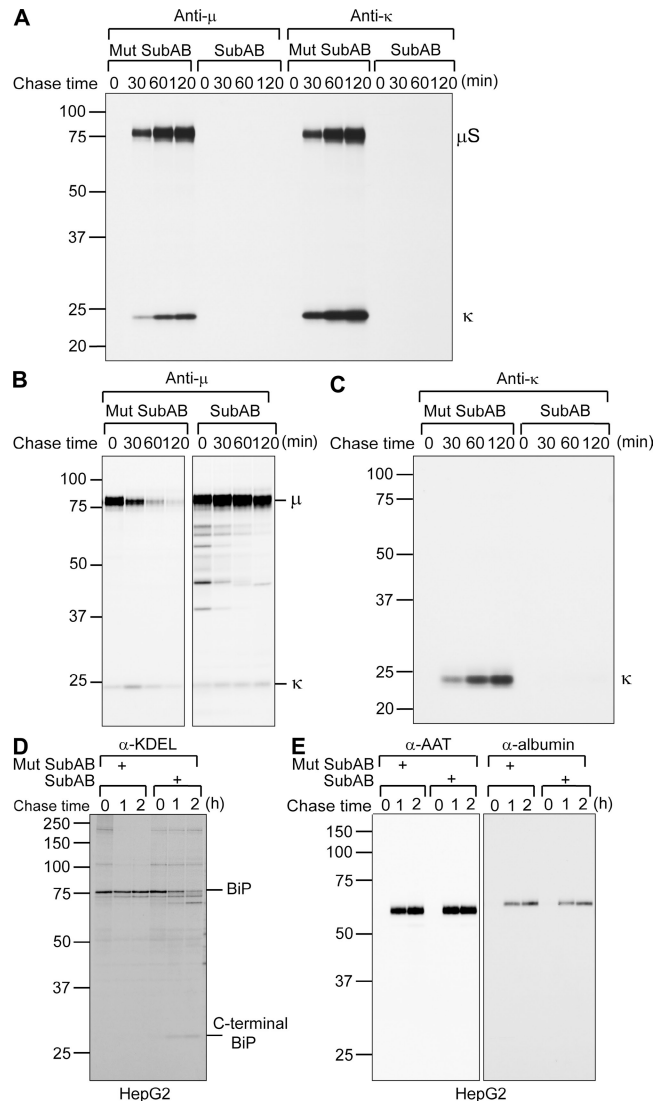 A
Anti-μ Anti-κ
Mut SubAB SubAB Mut SubAB SubAB
Chase time 0 30 60 120 0 30 60 120 0 30 60 120 0 30 60 120 (min)
100
75 μS
50
37
25 κ
20
B
Anti-μ
Mut SubAB SubAB
Chase time 0 30 60 120 0 30 60 120 (min)
100
75 μ
50
37
25 κ
C
Anti-κ
Mut SubAB SubAB
Chase time 0 30 60 120 0 30 60 120 (min)
100
75
50
37
25 κ
20
D
α-KDEL
Mut SubAB +
SubAB +
Chase time 0 1 2 0 1 2 (h)
250
150
100
75 BiP
50
37
C-terminal
BiP
25
HepG2
E
α-AAT α-albumin
Mut SubAB + +
SubAB + +
Chase time 0 1 2 0 1 2 0 1 2 0 1 2 (h)
150
100
75
50
37
25
HepG2